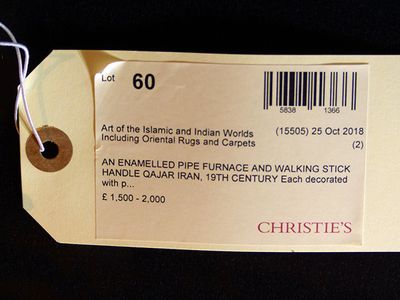 Lot 60
5838 1366
Art of the Islamic and Indian Worlds (15505) 25 Oct 2018
Including Oriental Rugs and Carpets (2)
AN ENAMELLED PIPE FURNACE AND WALKING STICK
HANDLE QAJAR IRAN, 19TH CENTURY Each decorated
with p...
£ 1,500 - 2,000
CHRISTIE'S